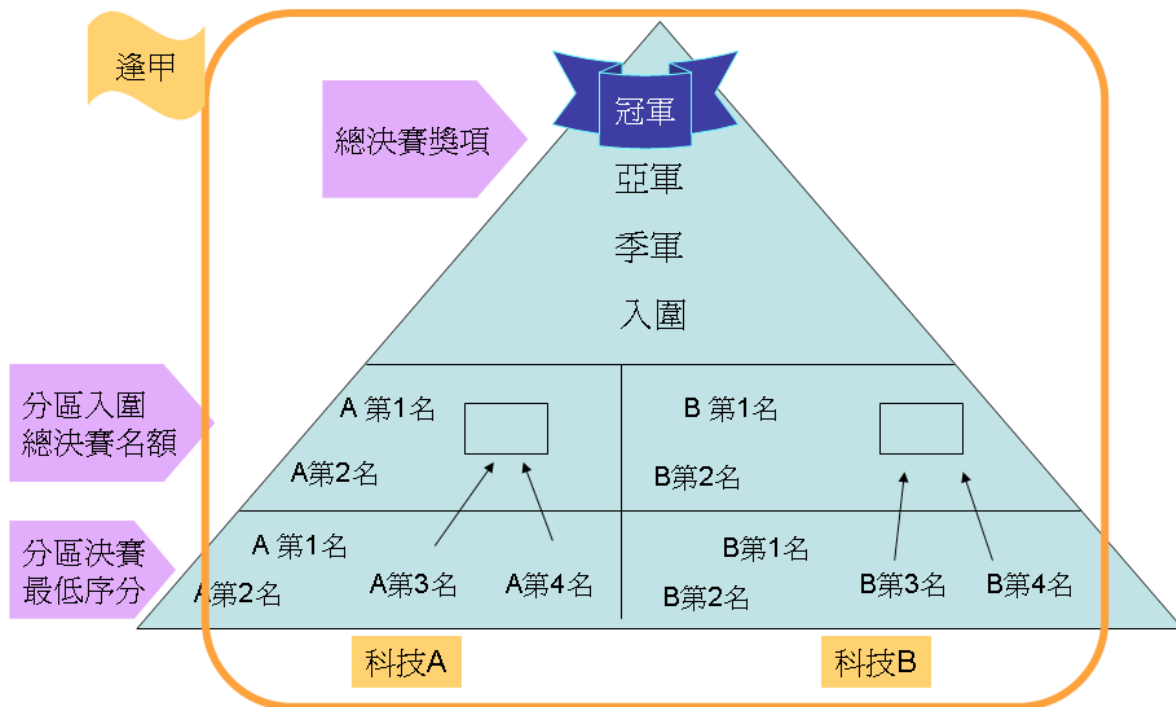 逢甲
冠軍
總決賽獎項
亞軍
季軍
入圍
分區入圍
總決賽名額
A 第1名
B 第1名
A第2名
B第2名
分區決賽
最低序分
A 第1名
B第1名
A第2名
A第3名
A第4名
B第2名
B第3名
B第4名
科技A
科技B